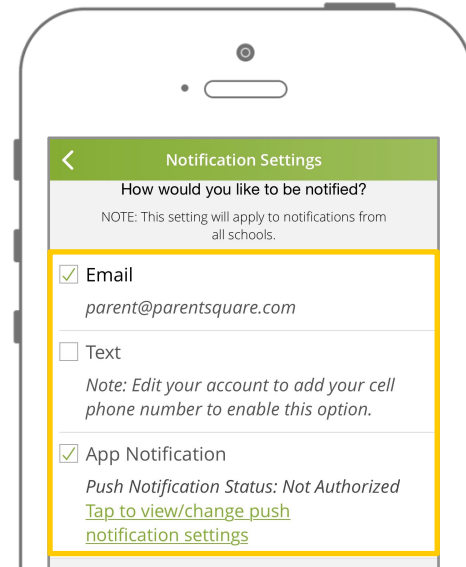 Notification Settings
How would you like to be notified?
NOTE: This setting will apply to notifications from
all schools.
Email
parent@parentsquare.com
Text
Note: Edit your account to add your cell
phone number to enable this option.
App Notification
Push Notification Status: Not Authorized
Tap to view/change push
notification settings